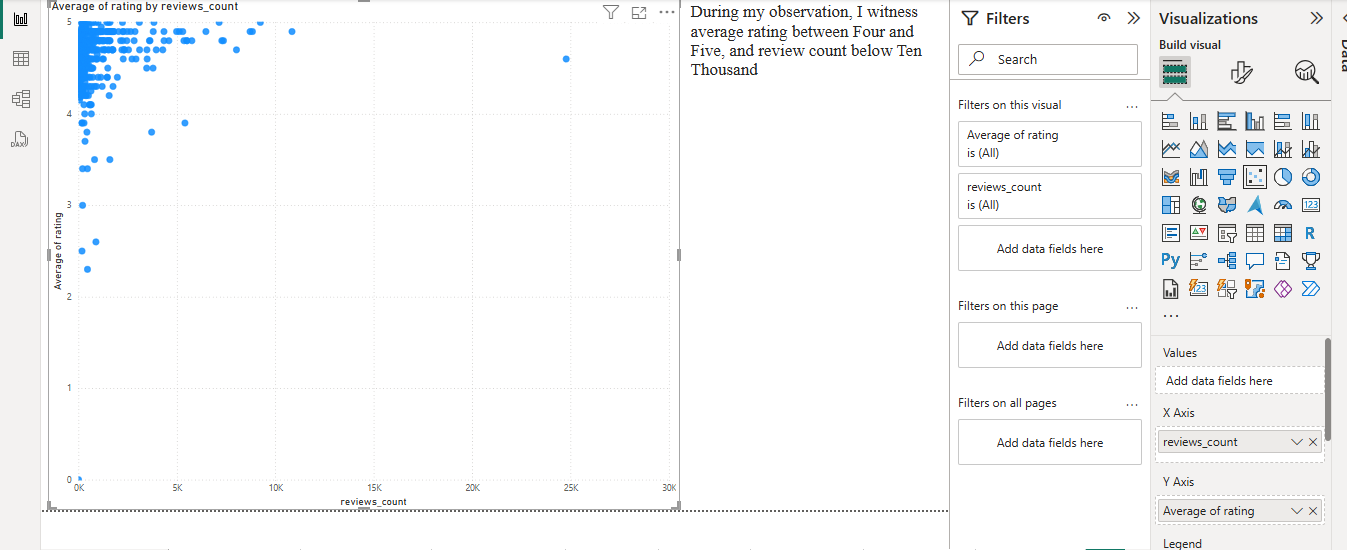 Average of rating by reviews_count
5
4
3
2
1
0
Average of rating
0K 5K 10K 15K 20K 25K 30K
reviews_count
During my observation, I witness
average rating between Four and
Five, and review count below Ten
Thousand
DAX
Filters
Search
Filters on this visual
Average of rating
is (All)
reviews_count
is (All)
Add data fields here
Filters on this page
Add data fields here
Filters on all pages
Add data fields here
Visualizations
Build visual
123
R
Py
123
Values
Add data fields here
X Axis
reviews_count
Y Axis
Average of rating
Legend